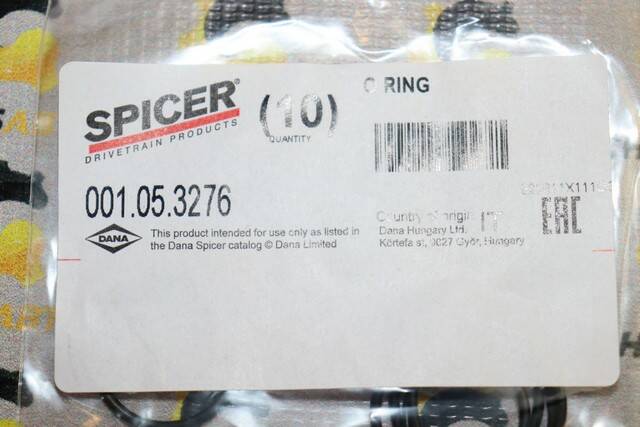 SPICER®
DRIVETRAIN PRODUCTS
(10)
QUANTITY
O RING
001.05.3276
DANA
This product intended for use only as listed in
the Dana Spicer catalog © Dana Limited
Country of origin IT
Dana Hungary Ltd.
Körtefa st, 9027 Győr, Hungary
EAC